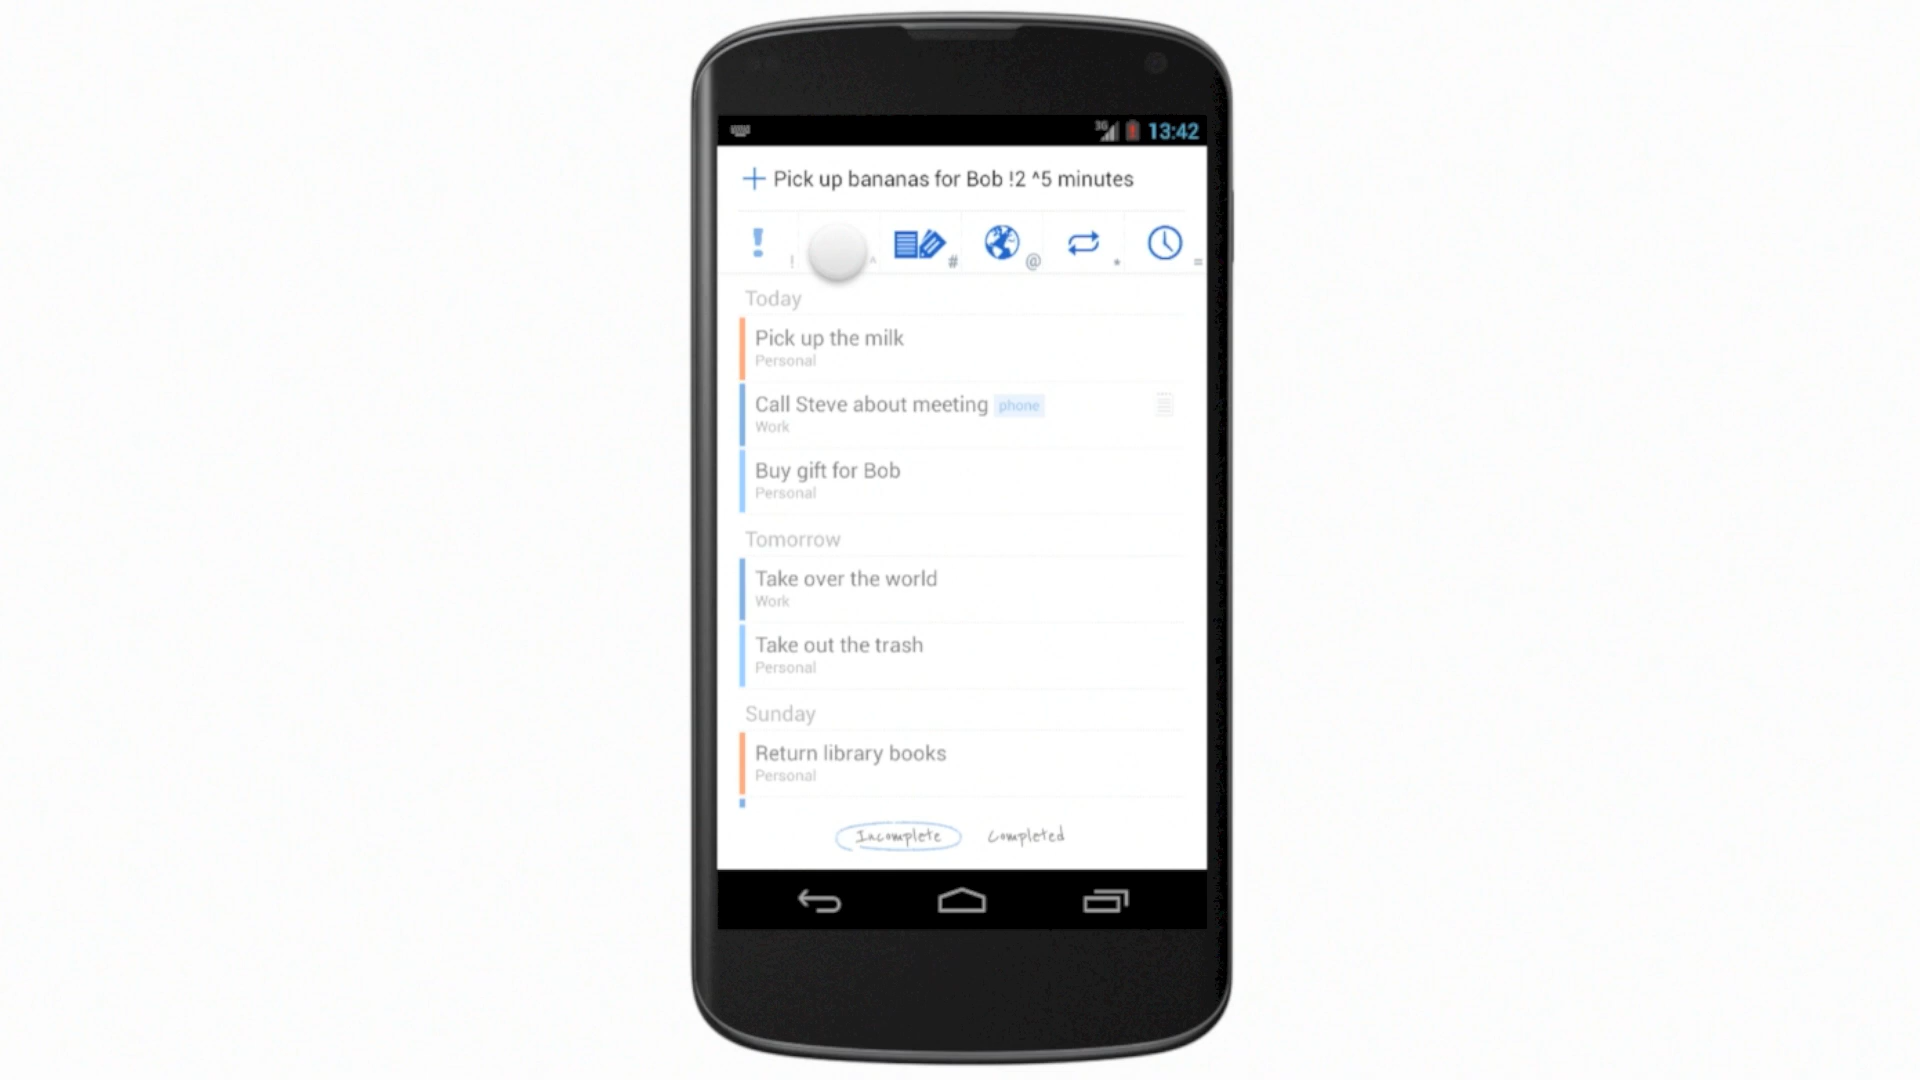 3G 13:42
Pick up bananas for Bob !2 ^5 minutes
! ^ # @ * =
Today
Pick up the milk
Personal
Call Steve about meeting phone
Work
Buy gift for Bob
Personal
Tomorrow
Take over the world
Work
Take out the trash
Personal
Sunday
Return library books
Personal
Incomplete Completed